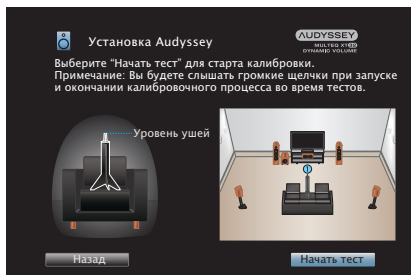 Установка Audyssey
AUDYSSEY
MULTEQ XT32
DYNAMIC VOLUME
Выберите “Начать тест” для старта калибровки.
Примечание: Вы будете слышать громкие щелчки при запуске
и окончании калибровочного процесса во время тестов.
Уровень ушей
1
Назад
Начать тест